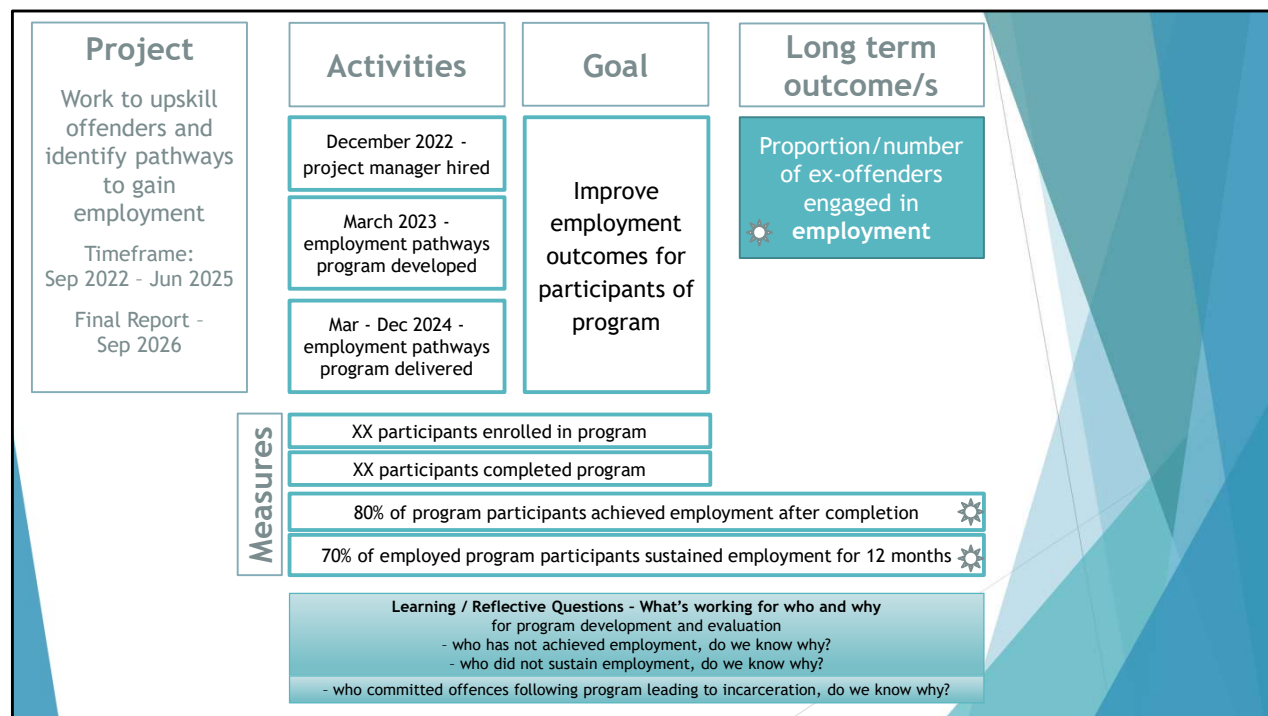 Project
Work to upskill
offenders and
identify pathways
to gain
employment
Timeframe:
Sep 2022 – Jun 2025
Final Report –
Sep 2026
Activities
December 2022 -
project manager hired
March 2023 -
employment pathways
program developed
Mar - Dec 2024 -
employment pathways
program delivered
Goal
Improve
employment
outcomes for
participants of
program
Long term
outcome/s
Proportion/number
of ex-offenders
engaged in
employment
Measures
XX participants enrolled in program
XX participants completed program
80% of program participants achieved employment after completion
70% of employed program participants sustained employment for 12 months
Learning / Reflective Questions – What's working for who and why
for program development and evaluation
– who has not achieved employment, do we know why?
– who did not sustain employment, do we know why?
– who committed offences following program leading to incarceration, do we know why?